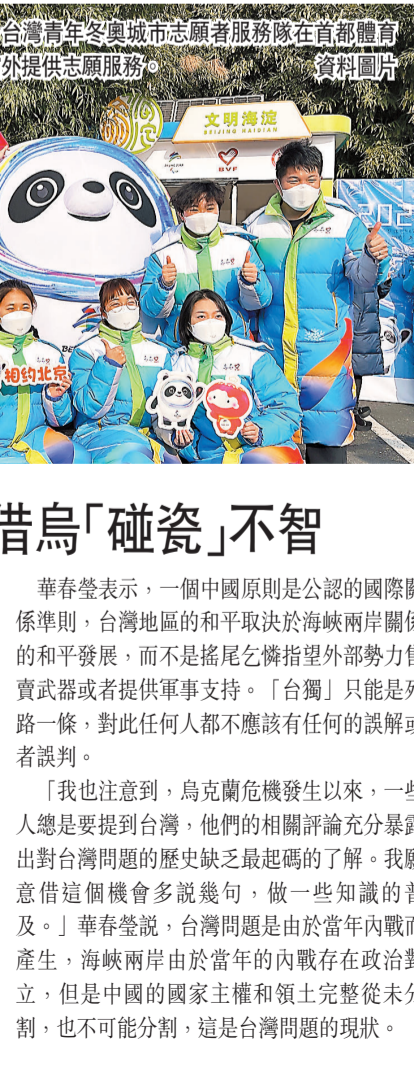 台灣青年冬奧城市志願者服務隊在首都體育
外提供志願服務。 資料圖片
文明海淀
BEIJING HAIDIAN
BVF
202
相约北京
BE
借烏「碰瓷」不智
華春瑩表示，一個中國原則是公認的國際關
係準則，台灣地區的和平取決於海峽兩岸關係
的和平發展，而不是搖尾乞憐指望外部勢力售
賣武器或者提供軍事支持。「台獨」只能是死
路一條，對此任何人都不應該有任何的誤解或
者誤判。
「我也注意到，烏克蘭危機發生以來，一些
人總是要提到台灣，他們的相關評論充分暴露
出對台灣問題的歷史缺乏最起碼的了解。我願
意借這個機會多説幾句，做一些知識的普
及。」華春瑩説，台灣問題是由於當年內戰而
產生，海峽兩岸由於當年的內戰存在政治對
立，但是中國的國家主權和領土完整從未分
割，也不可能分割，這是台灣問題的現狀。